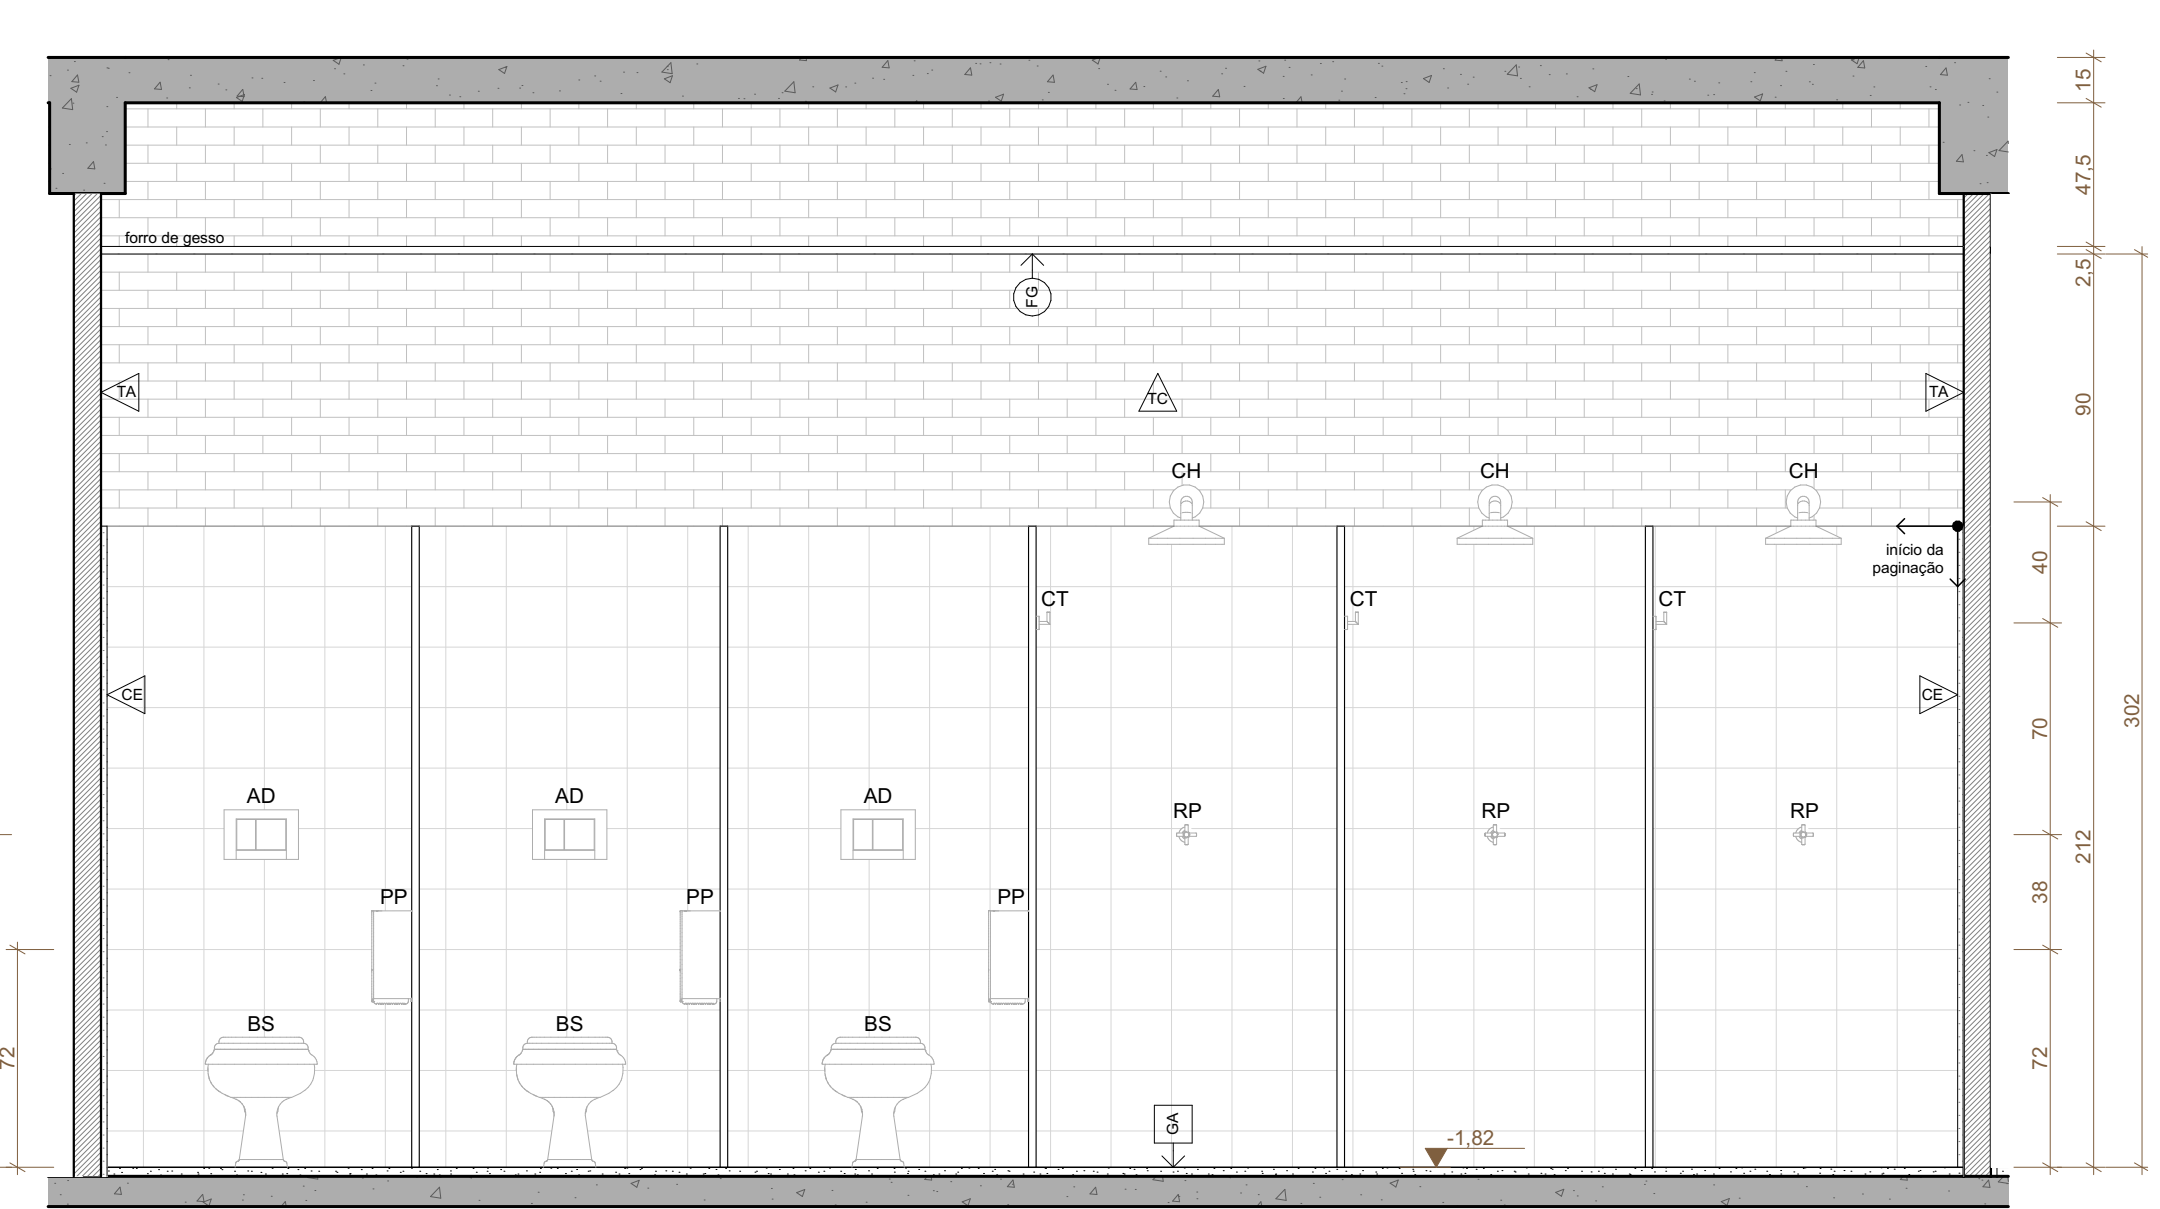 15
47,5
forro de gesso
2,5
FG
TA
TC
TA
90
CH
CH
CH
início da
paginação
40
CT
CT
CT
CE
CE
70
302
AD
AD
AD
RP
RP
RP
212
PP
PP
PP
38
BS
BS
BS
72
72
GA
-1,82